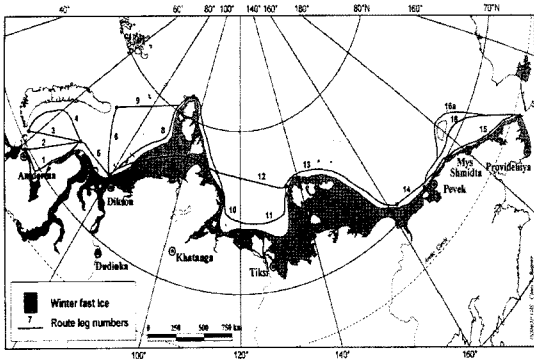 40° 60° 80° 100° 140° 160° 180° 80°N 70°N
16a
16
15
9
4
3
2
1
5
6
8
12
13
14
10
11
Amderma
Dikson
Dudinka
Khatanga
Tiksi
Pevek
Mys
Shmidta
Provideniya
Winter fast ice
7 Route leg numbers
0 250 500 750 km
100° 120° 140° 160°